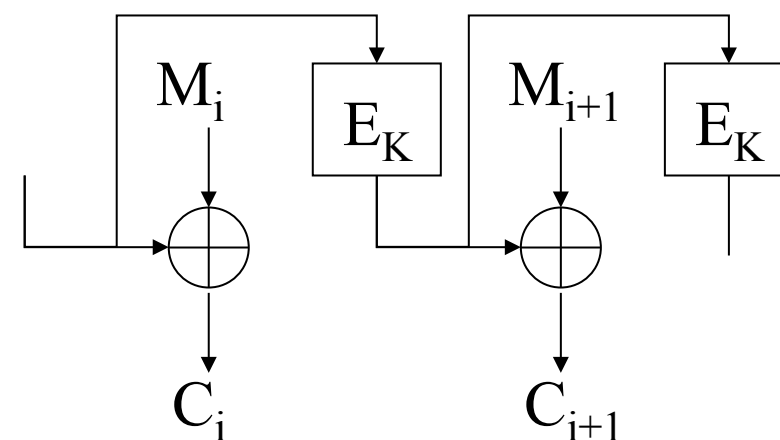 M_i
E_K
M_{i+1}
E_K
C_i
C_{i+1}